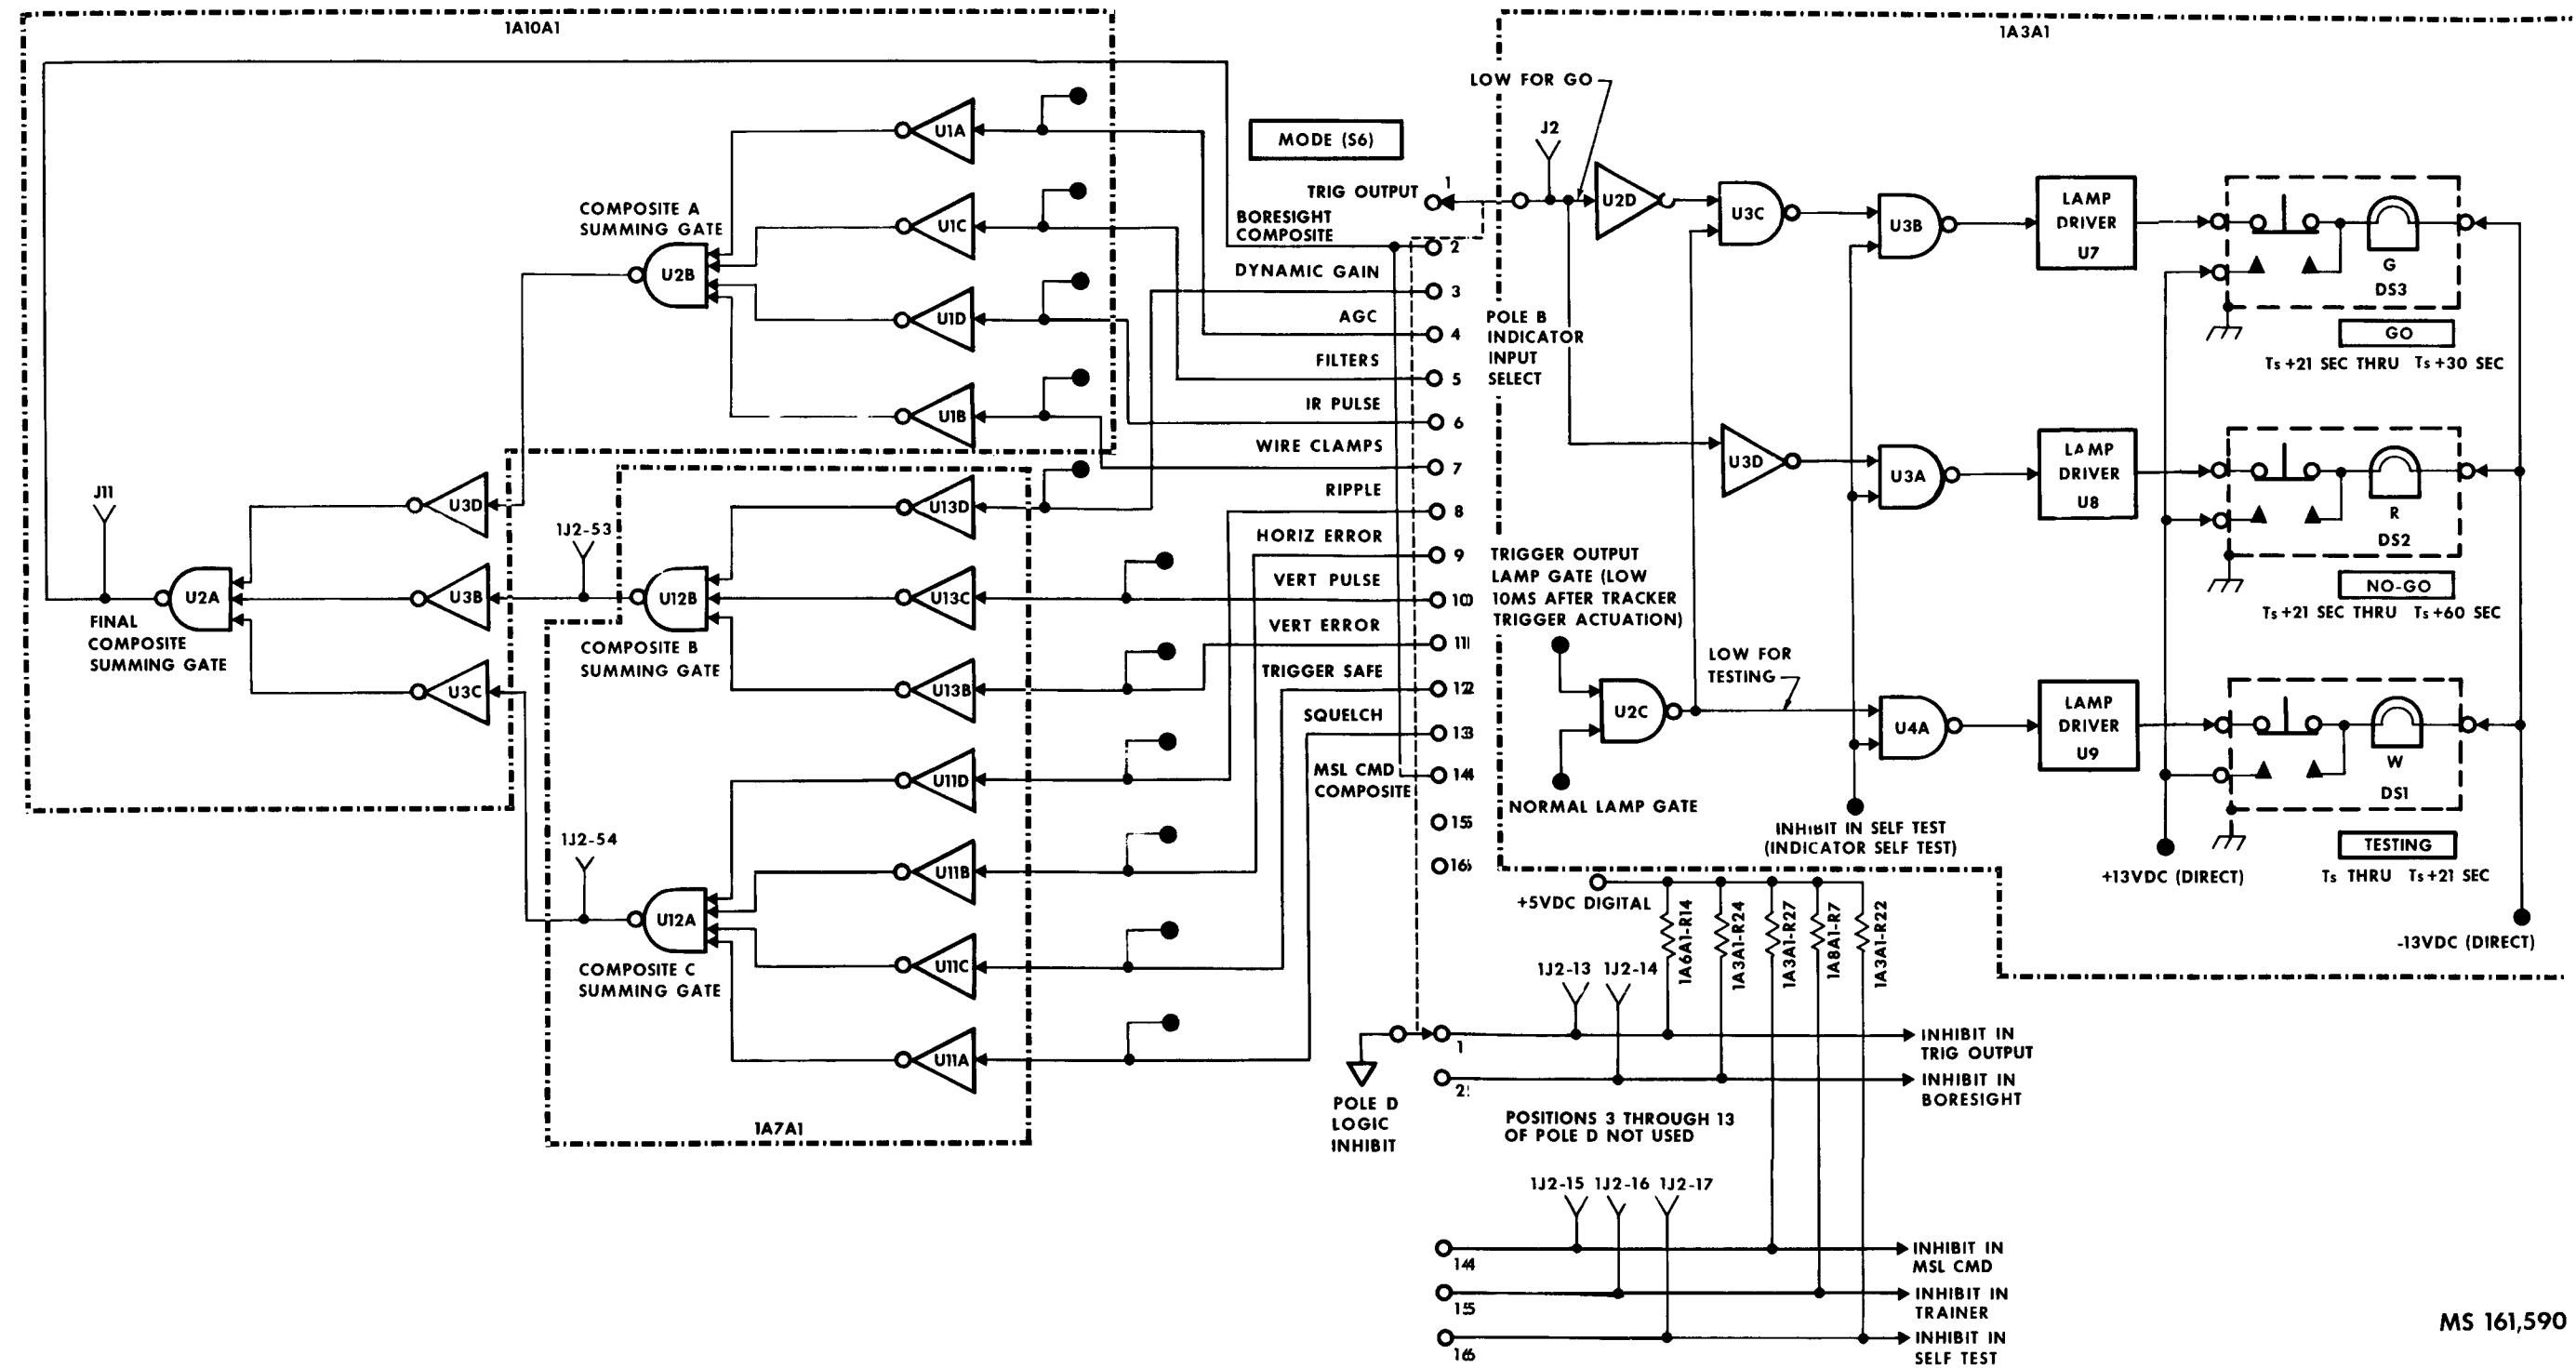 1A10A1
U1A
U1C
COMPOSITE A
SUMMING GATE
U2B
U1D
U1B
J11
U3D
1J2-53
U13D
U2A
U3B
U12B
U13C
FINAL
COMPOSITE
SUMMING GATE
COMPOSITE B
SUMMING GATE
U3C
U13B
U11D
1J2-54
U11B
U12A
COMPOSITE C
SUMMING GATE
U11C
U11A
1A7A1
MODE (S6)
TRIG OUTPUT
1
BORESIGHT
COMPOSITE
2
DYNAMIC GAIN
3
AGC
4
FILTERS
5
IR PULSE
6
WIRE CLAMPS
7
RIPPLE
8
HORIZ ERROR
9
VERT PULSE
10
VERT ERROR
11
TRIGGER SAFE
12
SQUELCH
13
MSL CMD
COMPOSITE
14
15
16
1A3A1
LOW FOR GO
J2
U2D
U3C
U3B
LAMP
DRIVER
U7
G
DS3
GO
Ts +21 SEC THRU Ts +30 SEC
POLE B
INDICATOR
INPUT
SELECT
U3D
U3A
LAMP
DRIVER
U8
R
DS2
NO-GO
Ts +21 SEC THRU Ts +60 SEC
TRIGGER OUTPUT
LAMP GATE (LOW
10MS AFTER TRACKER
TRIGGER ACTUATION)
LOW FOR
TESTING
U2C
U4A
LAMP
DRIVER
U9
W
DS1
TESTING
Ts THRU Ts +21 SEC
NORMAL LAMP GATE
INHIBIT IN SELF TEST
(INDICATOR SELF TEST)
+13VDC (DIRECT)
-13VDC (DIRECT)
+5VDC DIGITAL
1A6A1-R14
1A3A1-R24
1A3A1-R27
1A8A1-R7
1A3A1-R22
1J2-13 1J2-14
1
INHIBIT IN
TRIG OUTPUT
2
INHIBIT IN
BORESIGHT
POLE D
LOGIC
INHIBIT
POSITIONS 3 THROUGH 13
OF POLE D NOT USED
1J2-15 1J2-16 1J2-17
14
INHIBIT IN
MSL CMD
15
INHIBIT IN
TRAINER
16
INHIBIT IN
SELF TEST
MS 161,590